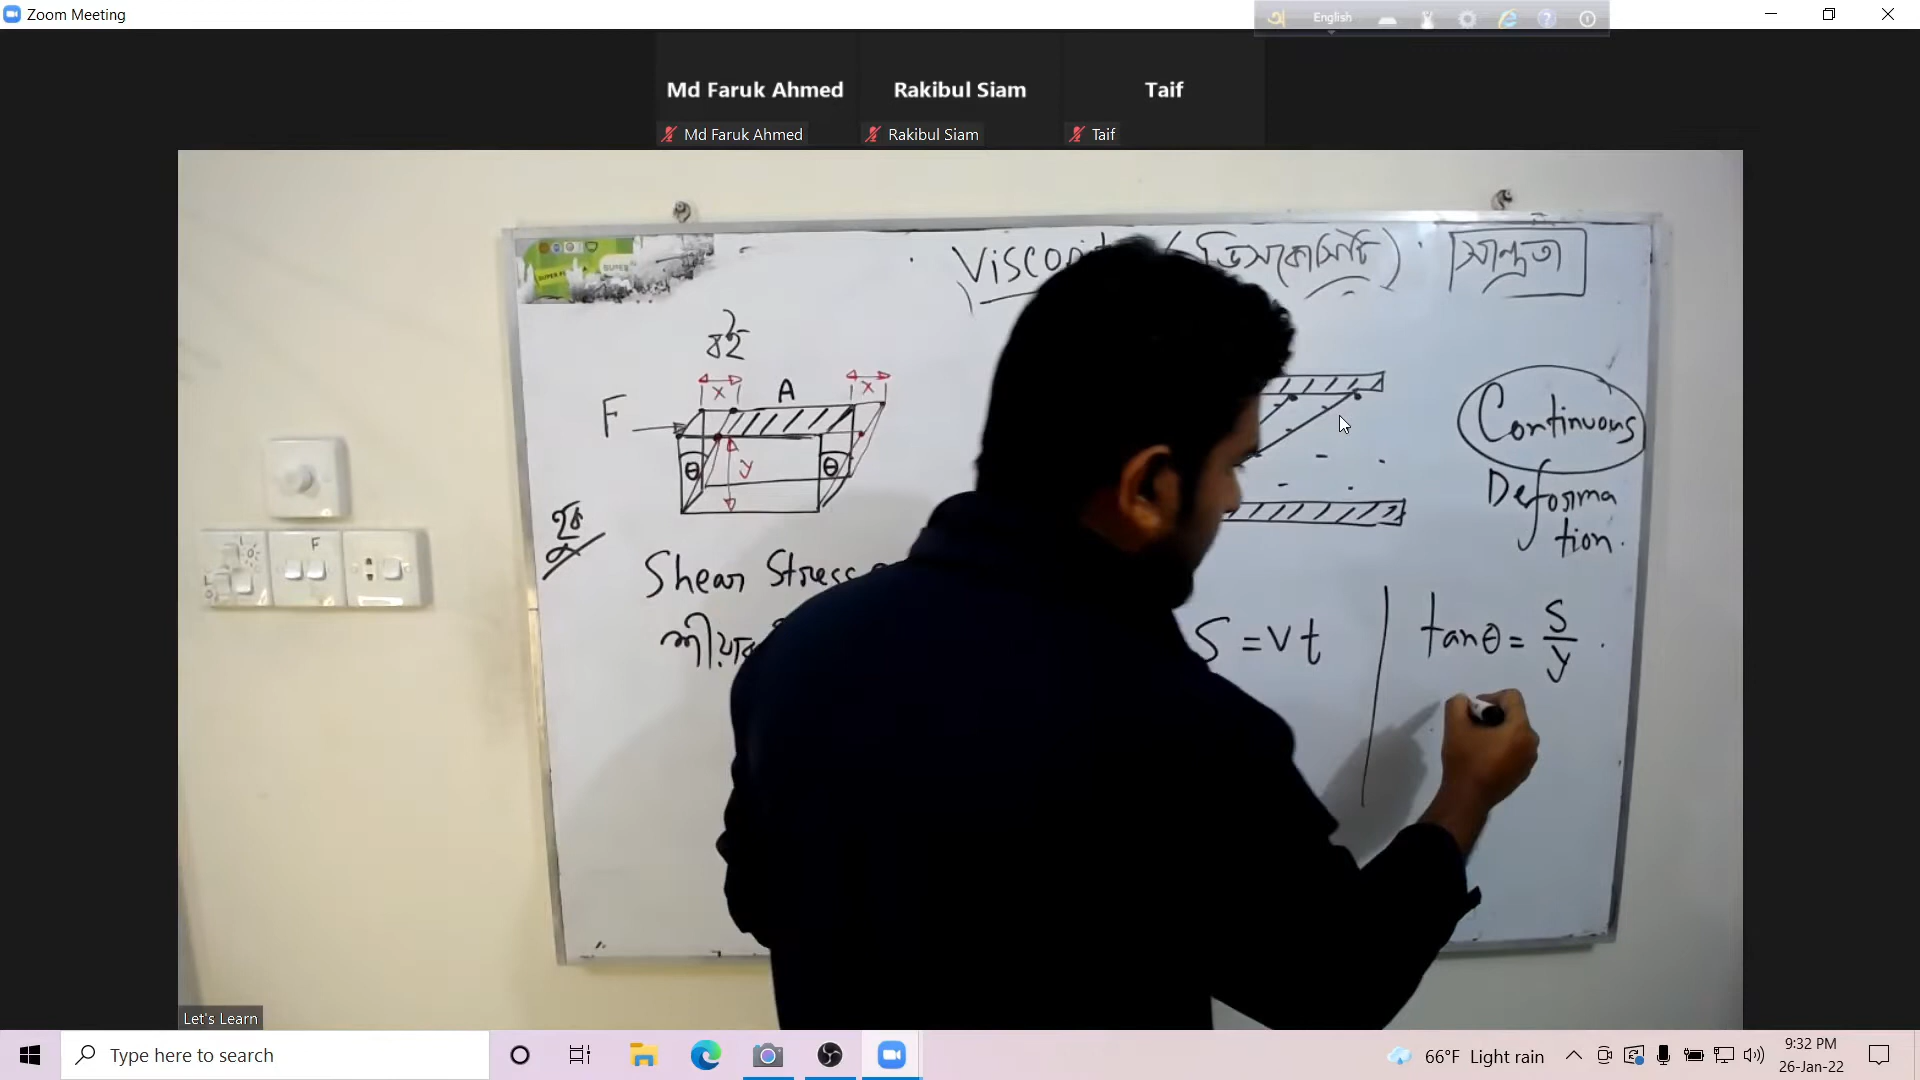 Zoom Meeting
English
Md Faruk Ahmed
Rakibul Siam
Taif
Md Faruk Ahmed
Rakibul Siam
Taif
(ভিসকোসিটি)
সান্দ্রতা
x
A
x
F
θ
y
θ
Continuous
Deforma
tion.
Shear Stress
S = vt
tanθ = S/y
Let's Learn
Type here to search
66°F Light rain
9:32 PM
26-Jan-22